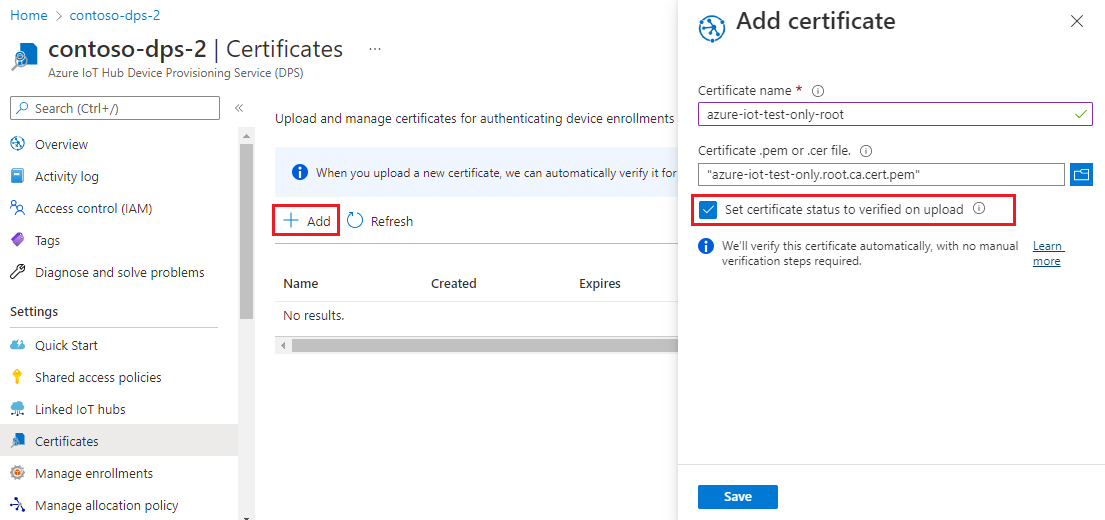 Home > contoso-dps-2
contoso-dps-2 | Certificates ...
Azure IoT Hub Device Provisioning Service (DPS)
Search (Ctrl+/)
«
Overview
Activity log
Access control (IAM)
Tags
Diagnose and solve problems
Settings
Quick Start
Shared access policies
Linked IoT hubs
Certificates
Manage enrollments
Manage allocation policy
Upload and manage certificates for authenticating device enrollments
When you upload a new certificate, we can automatically verify it for
+ Add
Refresh
Name Created Expires
No results.
Add certificate
Certificate name *
azure-iot-test-only-root
Certificate .pem or .cer file.
"azure-iot-test-only.root.ca.cert.pem"
Set certificate status to verified on upload
We'll verify this certificate automatically, with no manual
verification steps required.
Learn
more
Save